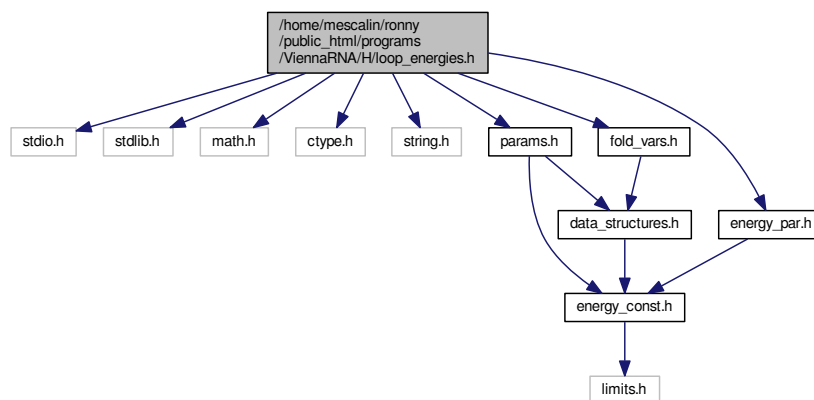 /home/mescalin/ronny
/public_html/programs
/ViennaRNA/H/loop_energies.h
stdio.h
stdlib.h
math.h
ctype.h
string.h
params.h
fold_vars.h
data_structures.h
energy_par.h
energy_const.h
limits.h